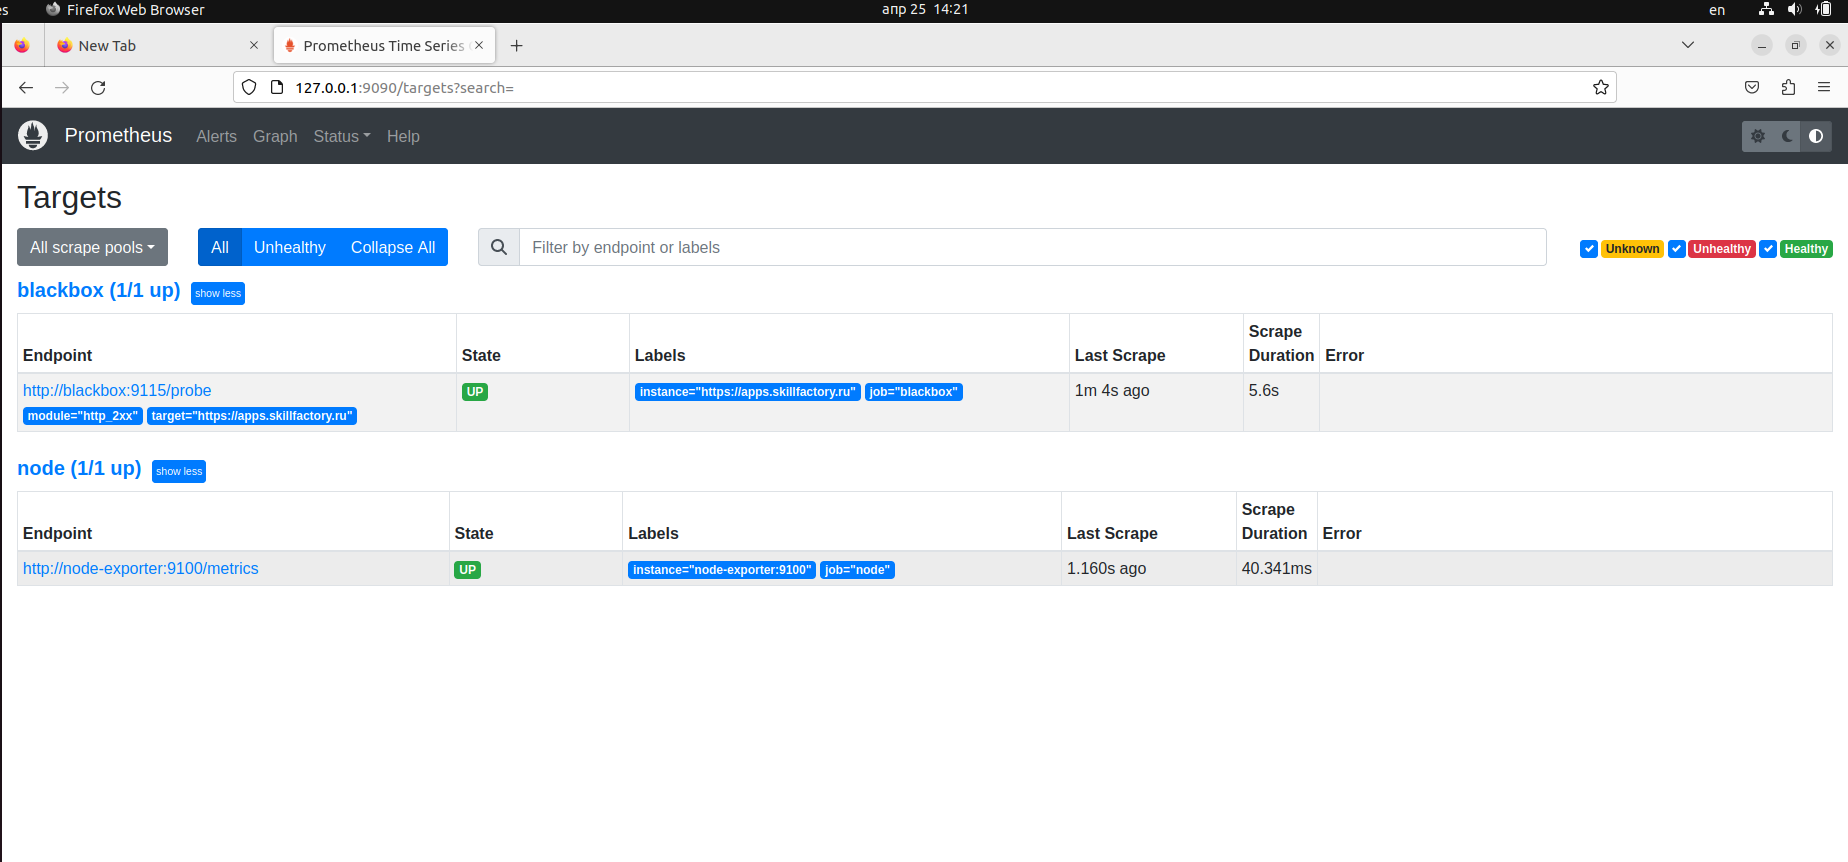 es Firefox Web Browser апр 25 14:21 en
New Tab Prometheus Time Series
127.0.0.1:9090/targets?search=
Prometheus Alerts Graph Status Help
Targets
All scrape pools All Unhealthy Collapse All Filter by endpoint or labels Unknown Unhealthy Healthy
blackbox (1/1 up) show less
Endpoint State Labels Last Scrape Scrape Duration Error
http://blackbox:9115/probe UP instance="https://apps.skillfactory.ru" job="blackbox" 1m 4s ago 5.6s
module="http_2xx" target="https://apps.skillfactory.ru"
node (1/1 up) show less
Endpoint State Labels Last Scrape Scrape Duration Error
http://node-exporter:9100/metrics UP instance="node-exporter:9100" job="node" 1.160s ago 40.341ms